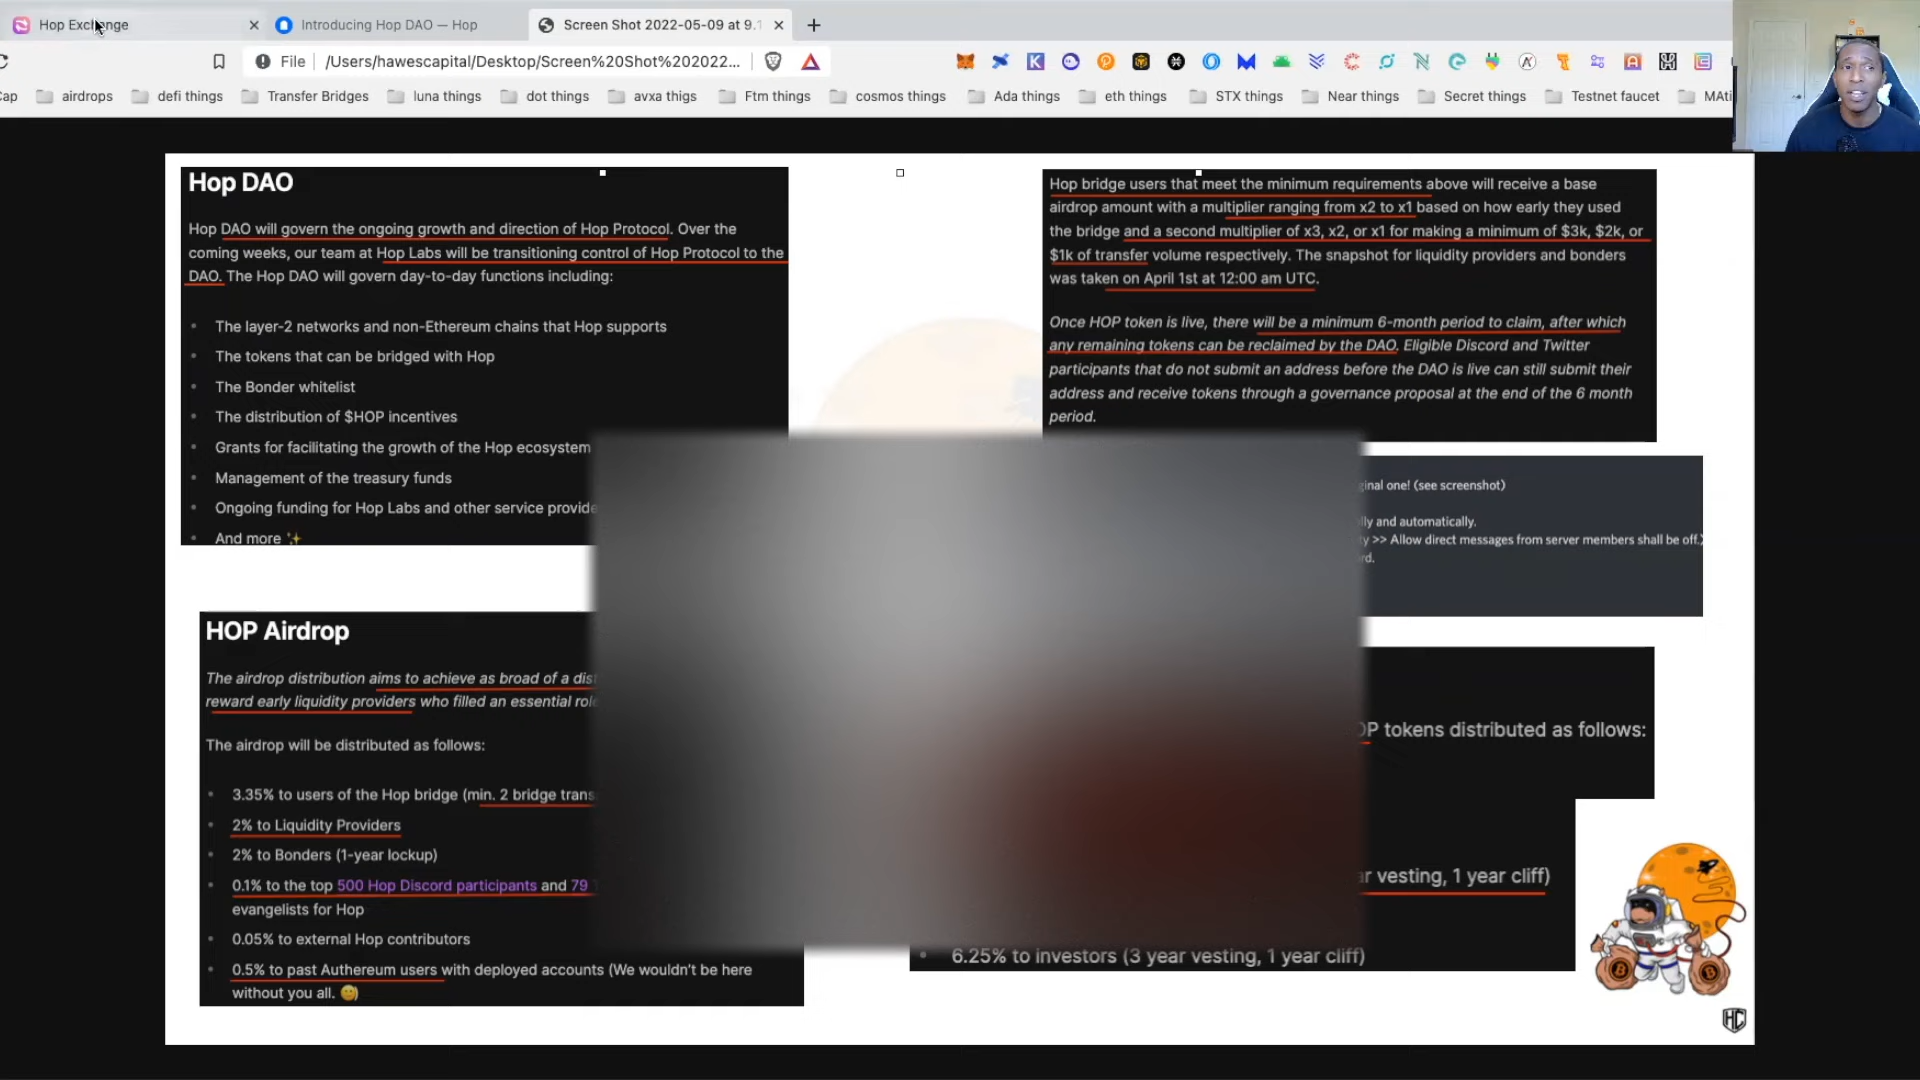 Hop Exchange
Introducing Hop DAO — Hop
Screen Shot 2022-05-09 at 9.1
File
/Users/hawescapital/Desktop/Screen%20Shot%202022...
airdrops
defi things
Transfer Bridges
luna things
dot things
avxa thigs
Ftm things
cosmos things
Ada things
eth things
STX things
Near things
Secret things
Testnet faucet
Hop DAO
Hop DAO will govern the ongoing growth and direction of Hop Protocol. Over the
coming weeks, our team at Hop Labs will be transitioning control of Hop Protocol to the
DAO. The Hop DAO will govern day-to-day functions including:
• The layer-2 networks and non-Ethereum chains that Hop supports
• The tokens that can be bridged with Hop
• The Bonder whitelist
• The distribution of $HOP incentives
• Grants for facilitating the growth of the Hop ecosystem
• Management of the treasury funds
• Ongoing funding for Hop Labs and other service provide
• And more ✨
Hop bridge users that meet the minimum requirements above will receive a base
airdrop amount with a multiplier ranging from x2 to x1 based on how early they used
the bridge and a second multiplier of x3, x2, or x1 for making a minimum of $3k, $2k, or
$1k of transfer volume respectively. The snapshot for liquidity providers and bonders
was taken on April 1st at 12:00 am UTC.
Once HOP token is live, there will be a minimum 6-month period to claim, after which
any remaining tokens can be reclaimed by the DAO. Eligible Discord and Twitter
participants that do not submit an address before the DAO is live can still submit their
address and receive tokens through a governance proposal at the end of the 6 month
period.
one! (see screenshot)
and automatically.
>> Allow direct messages from server members shall be off.)
HOP Airdrop
The airdrop distribution aims to achieve as broad of a
reward early liquidity providers who filled an essential
The airdrop will be distributed as follows:
• 3.35% to users of the Hop bridge (min. 2 bridge
• 2% to Liquidity Providers
• 2% to Bonders (1-year lockup)
• 0.1% to the top 500 Hop Discord participants and 79
evangelists for Hop
• 0.05% to external Hop contributors
• 0.5% to past Authereum users with deployed accounts (We wouldn't be here
without you all. 🥲)
tokens distributed as follows:
vesting, 1 year cliff)
• 6.25% to investors (3 year vesting, 1 year cliff)
HC